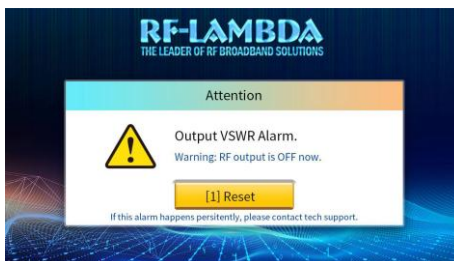 RF-LAMBDA
THE LEADER OF RF BROADBAND SOLUTIONS
Attention
Output VSWR Alarm.
Warning: RF output is OFF now.
[1] Reset
If this alarm happens persitently, please contact tech support.